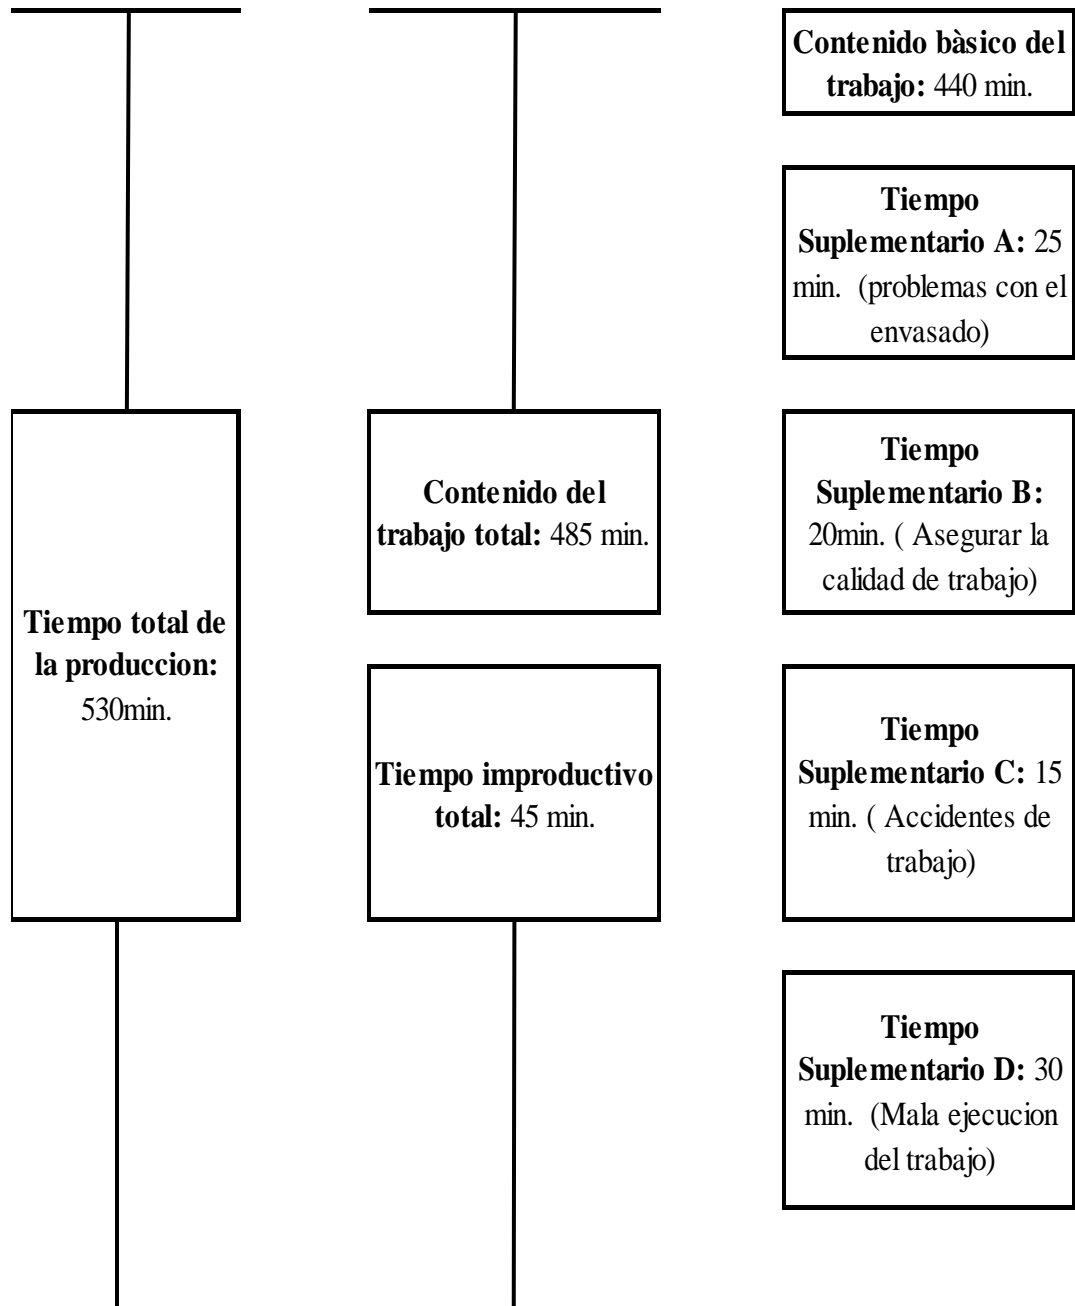 Contenido bàsico del
trabajo: 440 min.
Tiempo
Suplementario A: 25
min. (problemas con el
envasado)
Tiempo total de
la produccion:
530min.
Contenido del
trabajo total: 485 min.
Tiempo
Suplementario B:
20min. ( Asegurar la
calidad de trabajo)
Tiempo improductivo
total: 45 min.
Tiempo
Suplementario C: 15
min. ( Accidentes de
trabajo)
Tiempo
Suplementario D: 30
min. (Mala ejecucion
del trabajo)